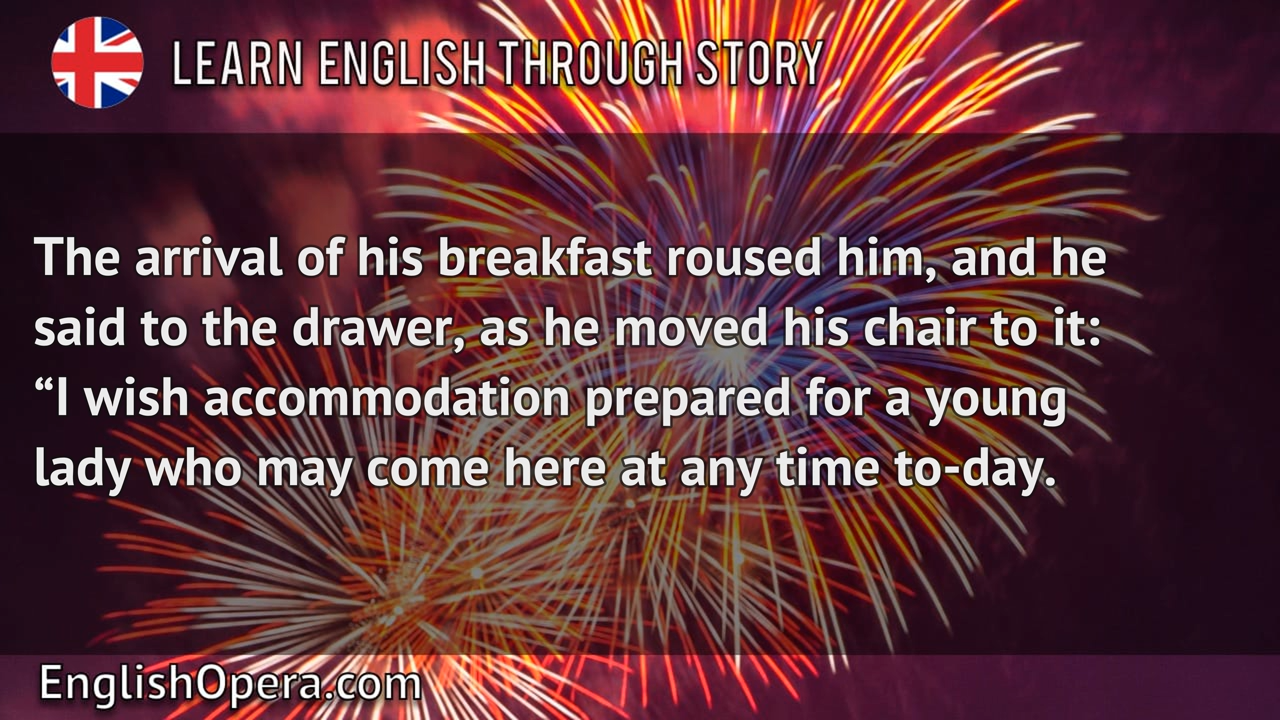 LEARN ENGLISH THROUGH STORY
The arrival of his breakfast roused him, and he
said to the drawer, as he moved his chair to it:
“I wish accommodation prepared for a young
lady who may come here at any time to-day.
EnglishOpera.com